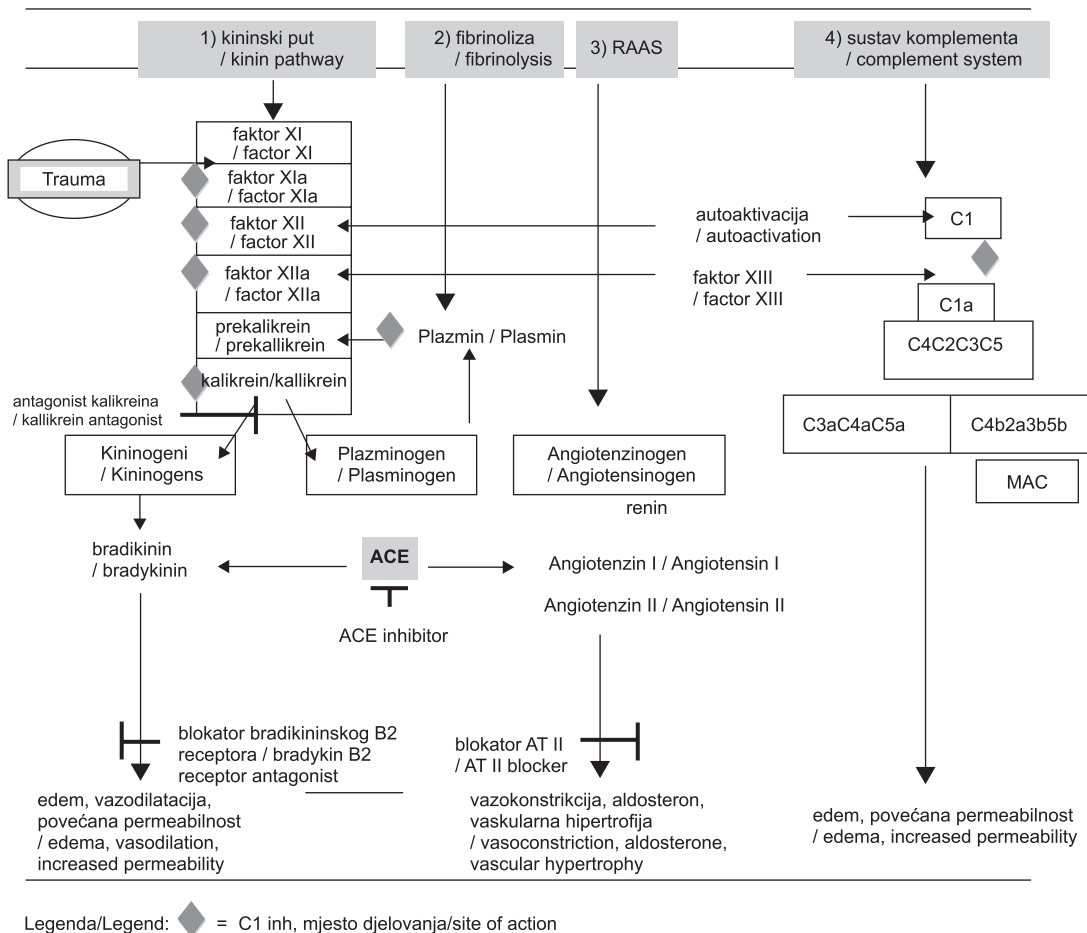 1) kininski put
/ kinin pathway
2) fibrinoliza
/ fibrinolysis
3) RAAS
4) sustav komplementa
/ complement system
faktor XI
/ factor XI
Trauma
faktor XIa
/ factor XIa
faktor XII
/ factor XII
faktor XIIa
/ factor XIIa
prekalikrein
/ prekallikrein
kalikrein/kallikrein
antagonist kalikreina
/ kallikrein antagonist
Plazmin / Plasmin
autoaktivacija
/ autoactivation
faktor XIII
/ factor XIII
C1
C1a
C4C2C3C5
C3aC4aC5a
C4b2a3b5b
MAC
Kininogeni
/ Kininogens
Plazminogen
/ Plasminogen
Angiotenzinogen
/ Angiotensinogen
renin
bradikinin
/ bradykinin
ACE
ACE inhibitor
Angiotenzin I / Angiotensin I
Angiotenzin II / Angiotensin II
blokator bradikininskog B2
receptora / bradykin B2
receptor antagonist
blokator AT II
/ AT II blocker
edem, vazodilatacija,
povećana permeabilnost
/ edema, vasodilation,
increased permeability
vazokonstrikcija, aldosteron,
vaskularna hipertrofija
/ vasoconstriction, aldosterone,
vascular hypertrophy
edem, povećana permeabilnost
/ edema, increased permeability
Legenda/Legend: = C1 inh, mjesto djelovanja/site of action